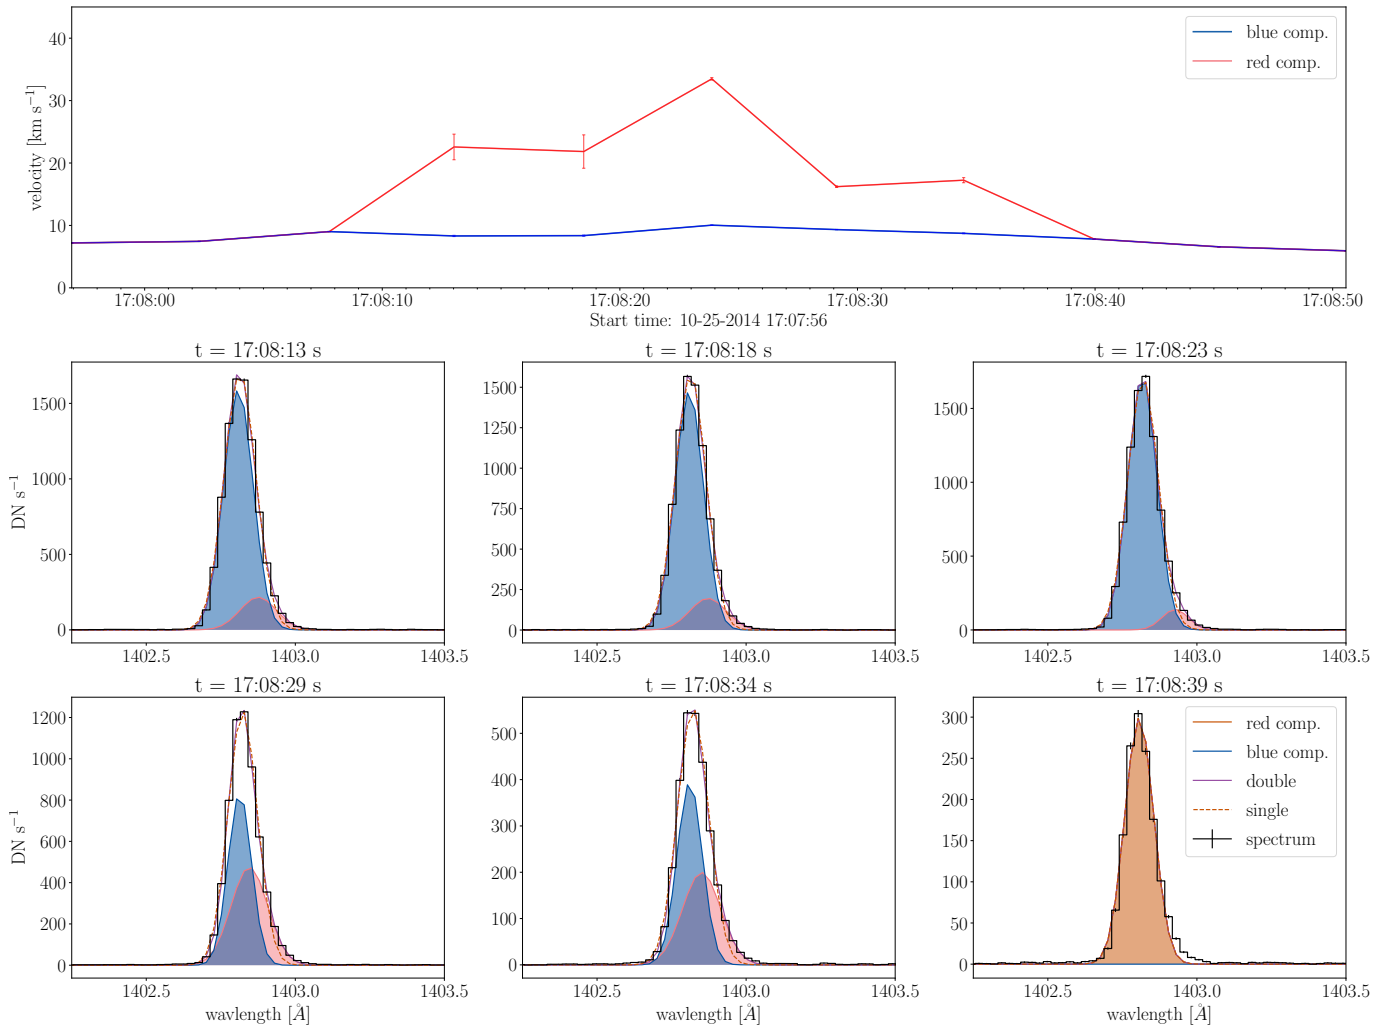 velocity [km s⁻¹]
40
30
20
10
0
blue comp.
red comp.
17:08:00 17:08:10 17:08:20 17:08:30 17:08:40 17:08:50
Start time: 10-25-2014 17:07:56
t = 17:08:13 s
t = 17:08:18 s
t = 17:08:23 s
DN s⁻¹
1500
1000
500
0
1402.5 1403.0 1403.5
1500
1250
1000
750
500
250
0
1402.5 1403.0 1403.5
1500
1000
500
0
1402.5 1403.0 1403.5
t = 17:08:29 s
t = 17:08:34 s
t = 17:08:39 s
DN s⁻¹
1200
1000
800
600
400
200
0
1402.5 1403.0 1403.5
wavlength [Å]
500
400
300
200
100
0
1402.5 1403.0 1403.5
wavlength [Å]
300
250
200
150
100
50
0
red comp.
blue comp.
double
single
spectrum
1402.5 1403.0 1403.5
wavlength [Å]